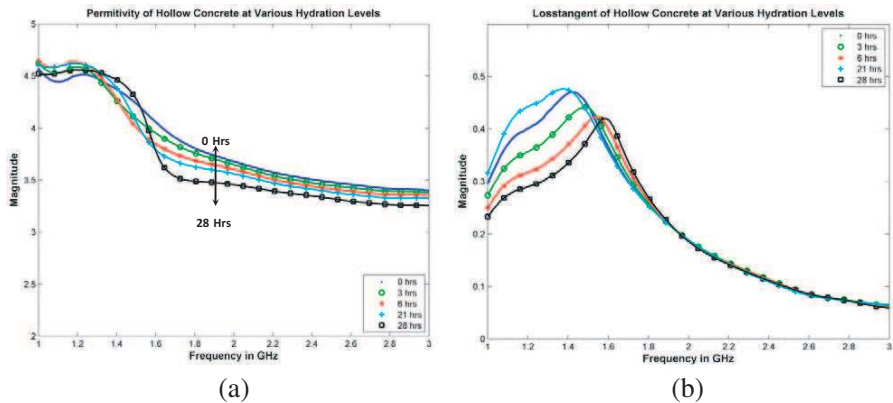 Permitivity of Hollow Concrete at Various Hydration Levels
5
4.5
4
3.5
3
2.5
2
Magnitude
0 Hrs
28 Hrs
0 hrs
3 hrs
6 hrs
21 hrs
28 hrs
1 1.2 1.4 1.6 1.8 2 2.2 2.4 2.6 2.8 3
Frequency in GHz
(a)
Losstangent of Hollow Concrete at Various Hydration Levels
0 hrs
3 hrs
6 hrs
21 hrs
28 hrs
0.5
0.4
0.3
0.2
0.1
0
Magnitude
1 1.2 1.4 1.6 1.8 2 2.2 2.4 2.6 2.8 3
Frequency in GHz
(b)